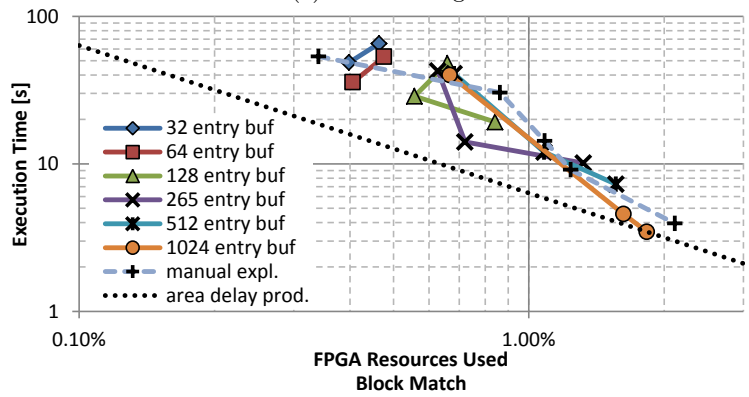 100
10
1
Execution Time [s]
32 entry buf
64 entry buf
128 entry buf
265 entry buf
512 entry buf
1024 entry buf
manual expl.
area delay prod.
0.10%
1.00%
FPGA Resources Used
Block Match